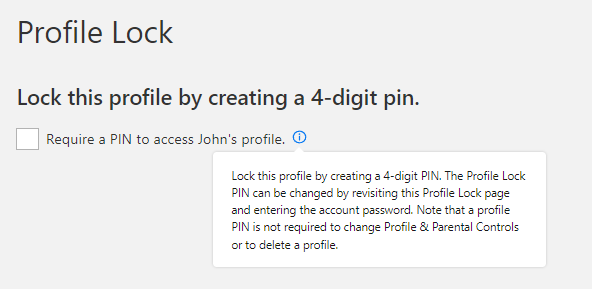 Profile Lock
Lock this profile by creating a 4-digit pin.
Require a PIN to access John's profile.
Lock this profile by creating a 4-digit PIN. The Profile Lock
PIN can be changed by revisiting this Profile Lock page
and entering the account password. Note that a profile
PIN is not required to change Profile & Parental Controls
or to delete a profile.